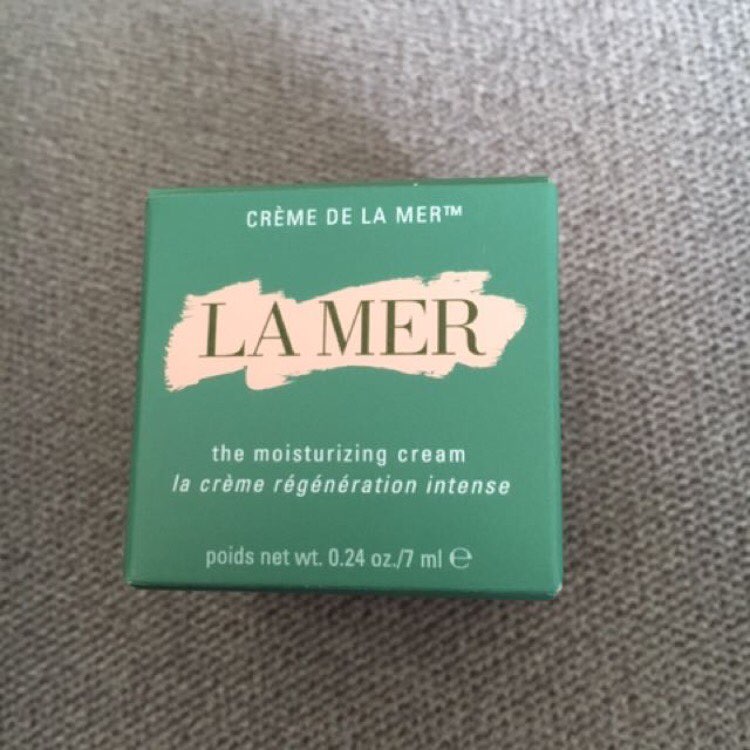 CRÈME DE LA MER™
LA MER
the moisturizing cream
la crème régénération intense
poids net wt. 0.24 oz./7 ml ℮